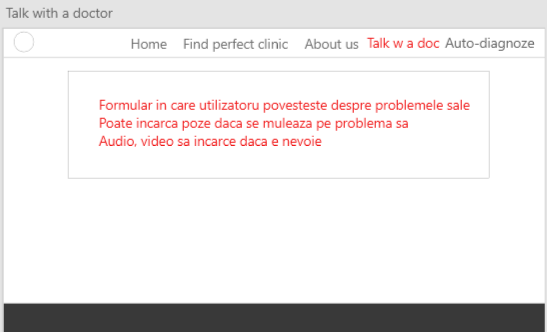 Talk with a doctor
Home Find perfect clinic About us Talk w a doc Auto-diagnoze
Formular in care utilizatoru povesteste despre problemele sale
Poate incarca poze daca se muleaza pe problema sa
Audio, video sa incarce daca e nevoie